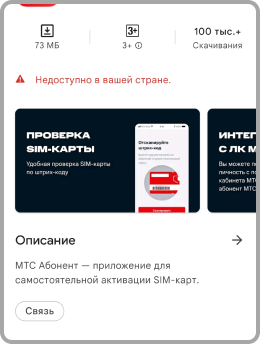 3+
100 тыс.+
73 МБ
3+
Скачивания
Недоступно в вашей стране.
ПРОВЕРКА
SIM-КАРТЫ
Удобная проверка SIM-карты
по штрих-коду
Отсканируйте
штрих-код
ИНТЕГ
С ЛК М
Вы можете по
личность с по
кабинета МТС
абонент МТС
Описание
МТС Абонент — приложение для
самостоятельной активации SIM-карт.
Связь